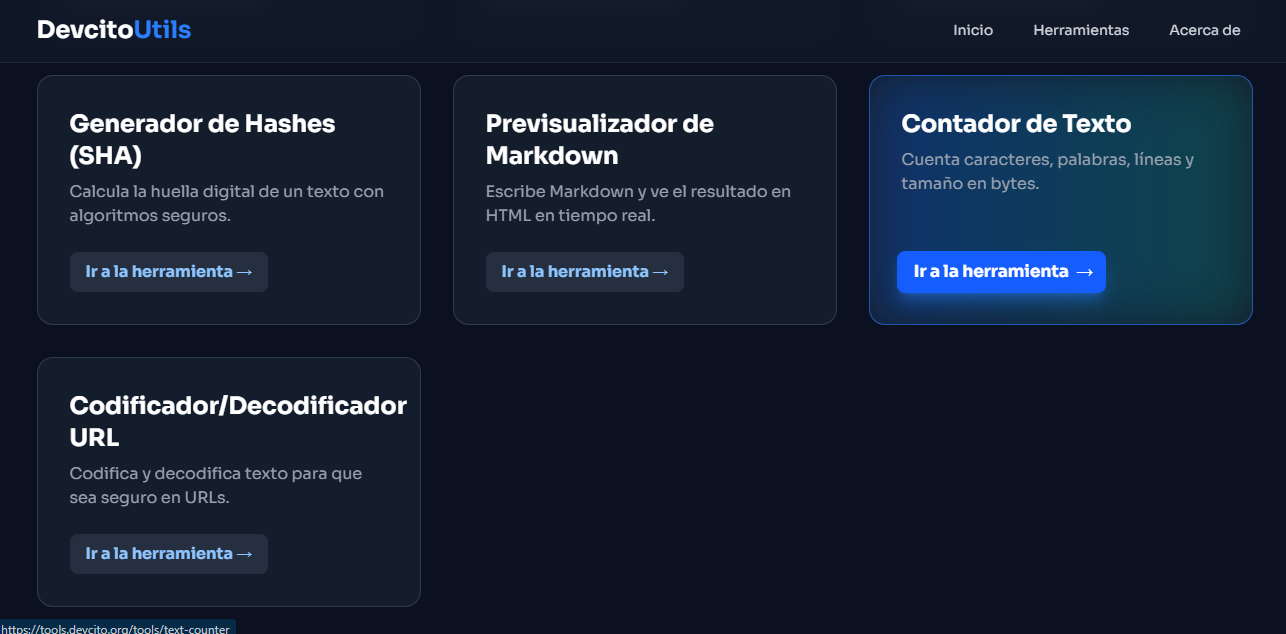 DevcitoUtils
Inicio
Herramientas
Acerca de
Generador de Hashes
(SHA)
Calcula la huella digital de un texto con
algoritmos seguros.
Ir a la herramienta →
Previsualizador de
Markdown
Escribe Markdown y ve el resultado en
HTML en tiempo real.
Ir a la herramienta →
Contador de Texto
Cuenta caracteres, palabras, líneas y
tamaño en bytes.
Ir a la herramienta →
Codificador/Decodificador
URL
Codifica y decodifica texto para que
sea seguro en URLs.
Ir a la herramienta →
https://tools.devcito.org/tools/text-counter